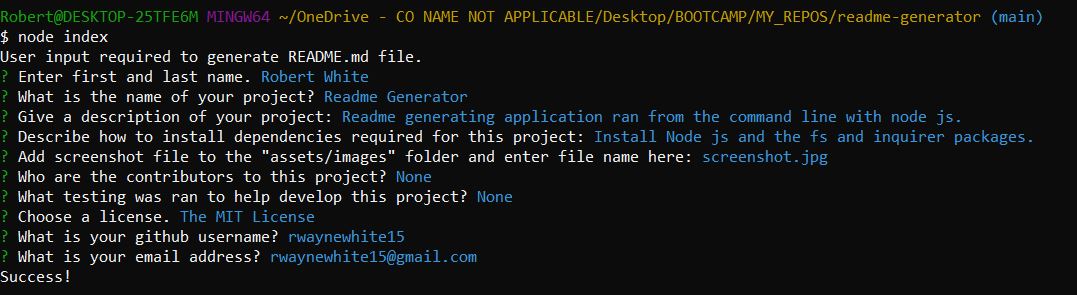 Robert@DESKTOP-25TFE6M MINGW64 ~/OneDrive - CO NAME NOT APPLICABLE/Desktop/BOOTCAMP/MY_REPOS/readme-generator (main)
$ node index
User input required to generate README.md file.
? Enter first and last name. Robert White
? What is the name of your project? Readme Generator
? Give a description of your project: Readme generating application ran from the command line with node js.
? Describe how to install dependencies required for this project: Install Node js and the fs and inquirer packages.
? Add screenshot file to the "assets/images" folder and enter file name here: screenshot.jpg
? Who are the contributors to this project? None
? What testing was ran to help develop this project? None
? Choose a license. The MIT License
? What is your github username? rwaynewhite15
? What is your email address? rwaynewhite15@gmail.com
Success!